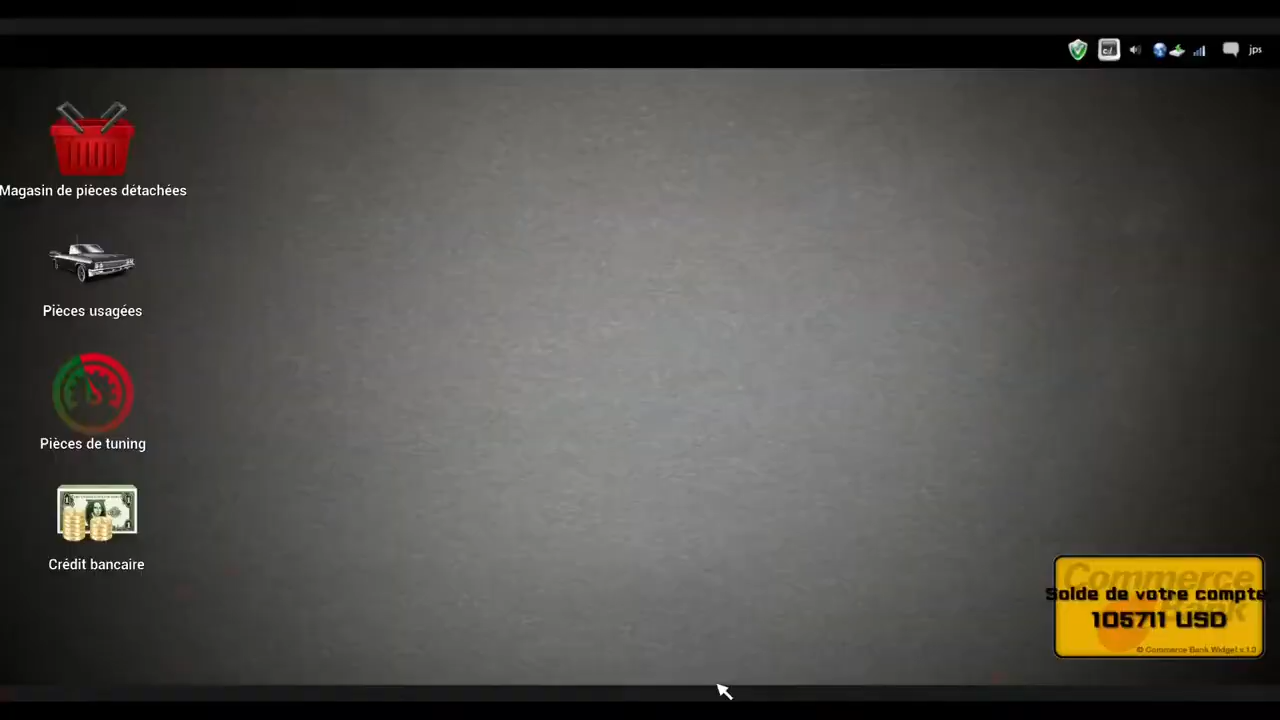 jps
Magasin de pièces détachées
Pièces usagées
Pièces de tuning
Crédit bancaire
Commerce
Bank
Solde de votre compte
105711 USD
© Commerce Bank Widget v 1.0